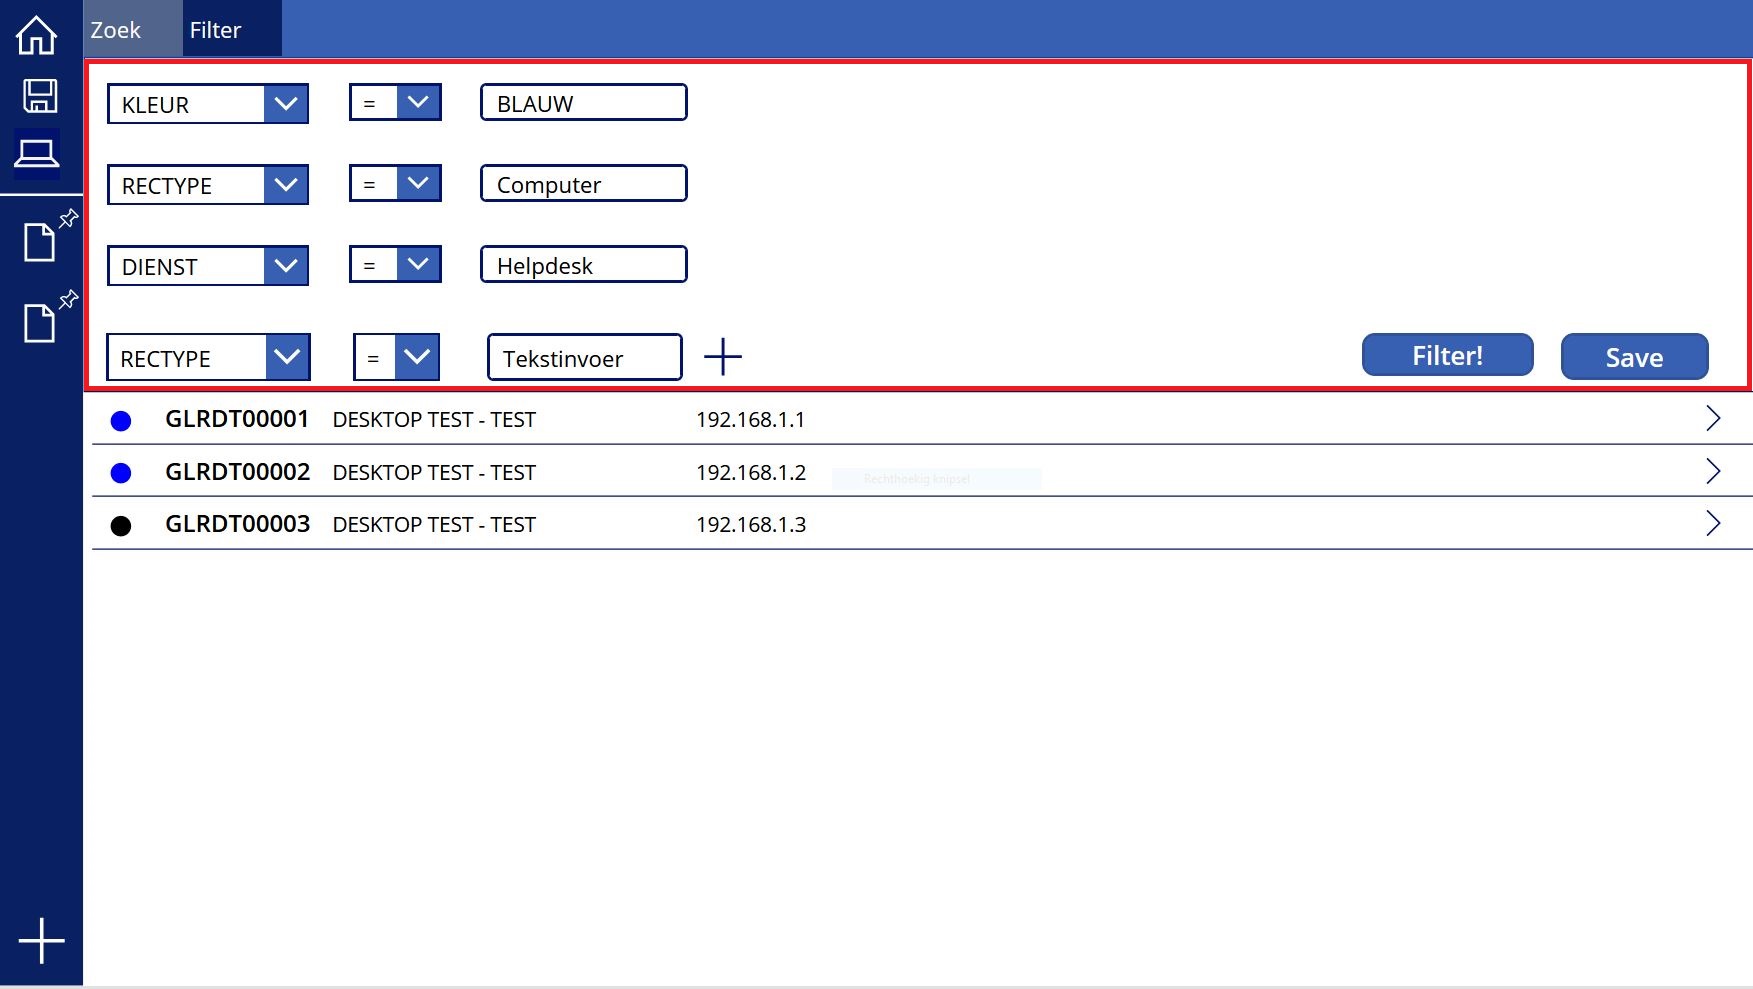 Zoek Filter
KLEUR = BLAUW
RECTYPE = Computer
DIENST = Helpdesk
RECTYPE = Tekstinvoer Filter! Save
GLRDT00001 DESKTOP TEST - TEST 192.168.1.1
GLRDT00002 DESKTOP TEST - TEST 192.168.1.2 Rechthoekig knipsel
GLRDT00003 DESKTOP TEST - TEST 192.168.1.3